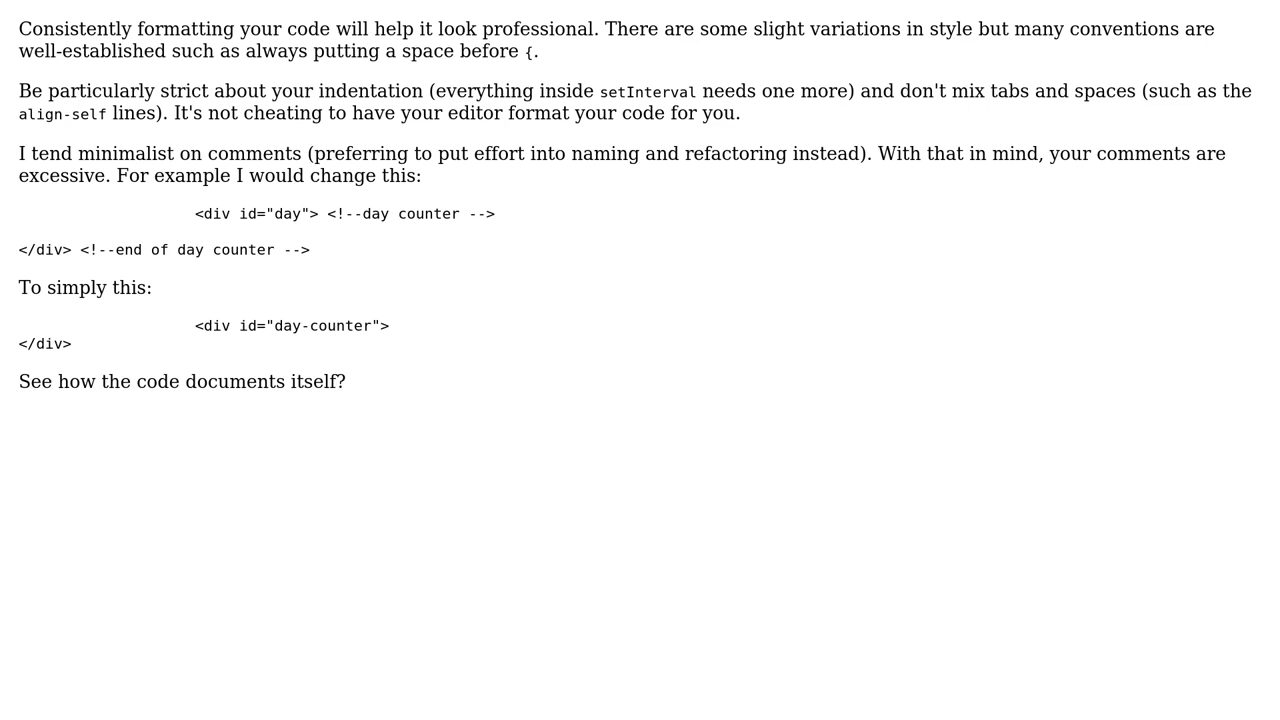 Consistently formatting your code will help it look professional. There are some slight variations in style but many conventions are
well-established such as always putting a space before {.
Be particularly strict about your indentation (everything inside setInterval needs one more) and don't mix tabs and spaces (such as the
align-self lines). It's not cheating to have your editor format your code for you.
I tend minimalist on comments (preferring to put effort into naming and refactoring instead). With that in mind, your comments are
excessive. For example I would change this:
<div id="day"> <!--day counter -->
</div> <!--end of day counter -->
To simply this:
<div id="day-counter">
</div>
See how the code documents itself?